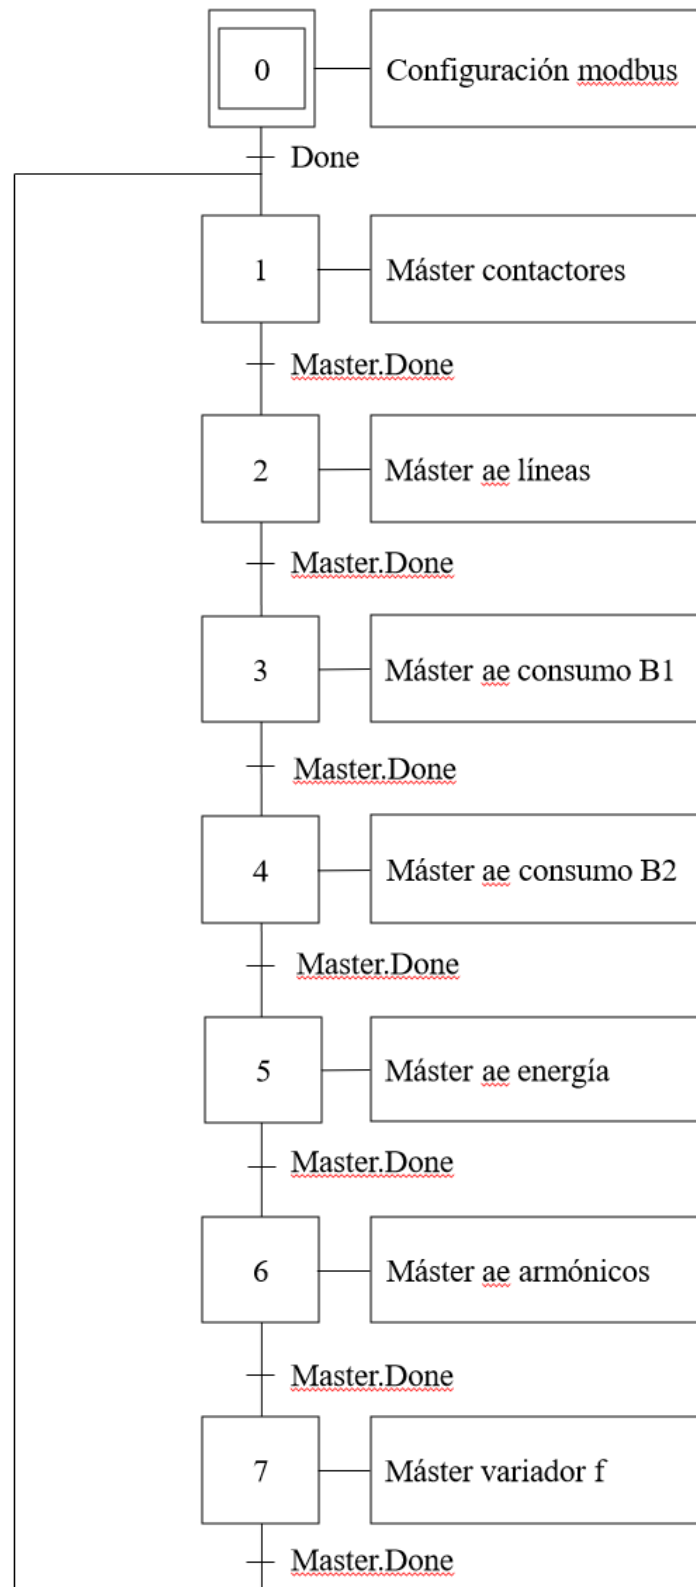 0
Configuración modbus
Done
1
Máster contactores
Master.Done
2
Máster ae líneas
Master.Done
3
Máster ae consumo B1
Master.Done
4
Máster ae consumo B2
Master.Done
5
Máster ae energía
Master.Done
6
Máster ae armónicos
Master.Done
7
Máster variador f
Master.Done